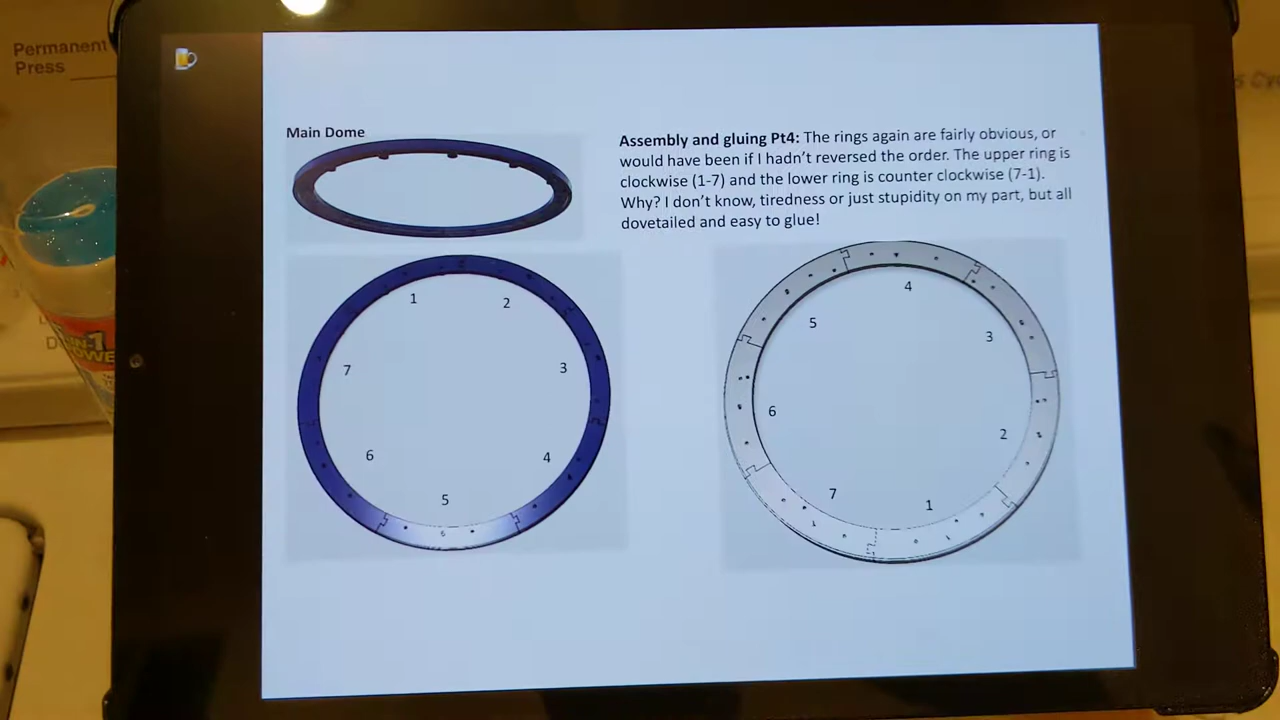 Permanent
Press
Main Dome
Assembly and gluing Pt4: The rings again are fairly obvious, or
would have been if I hadn't reversed the order. The upper ring is
clockwise (1-7) and the lower ring is counter clockwise (7-1).
Why? I don't know, tiredness or just stupidity on my part, but all
dovetailed and easy to glue!
1
2
3
4
5
6
7
4
3
2
1
7
6
5